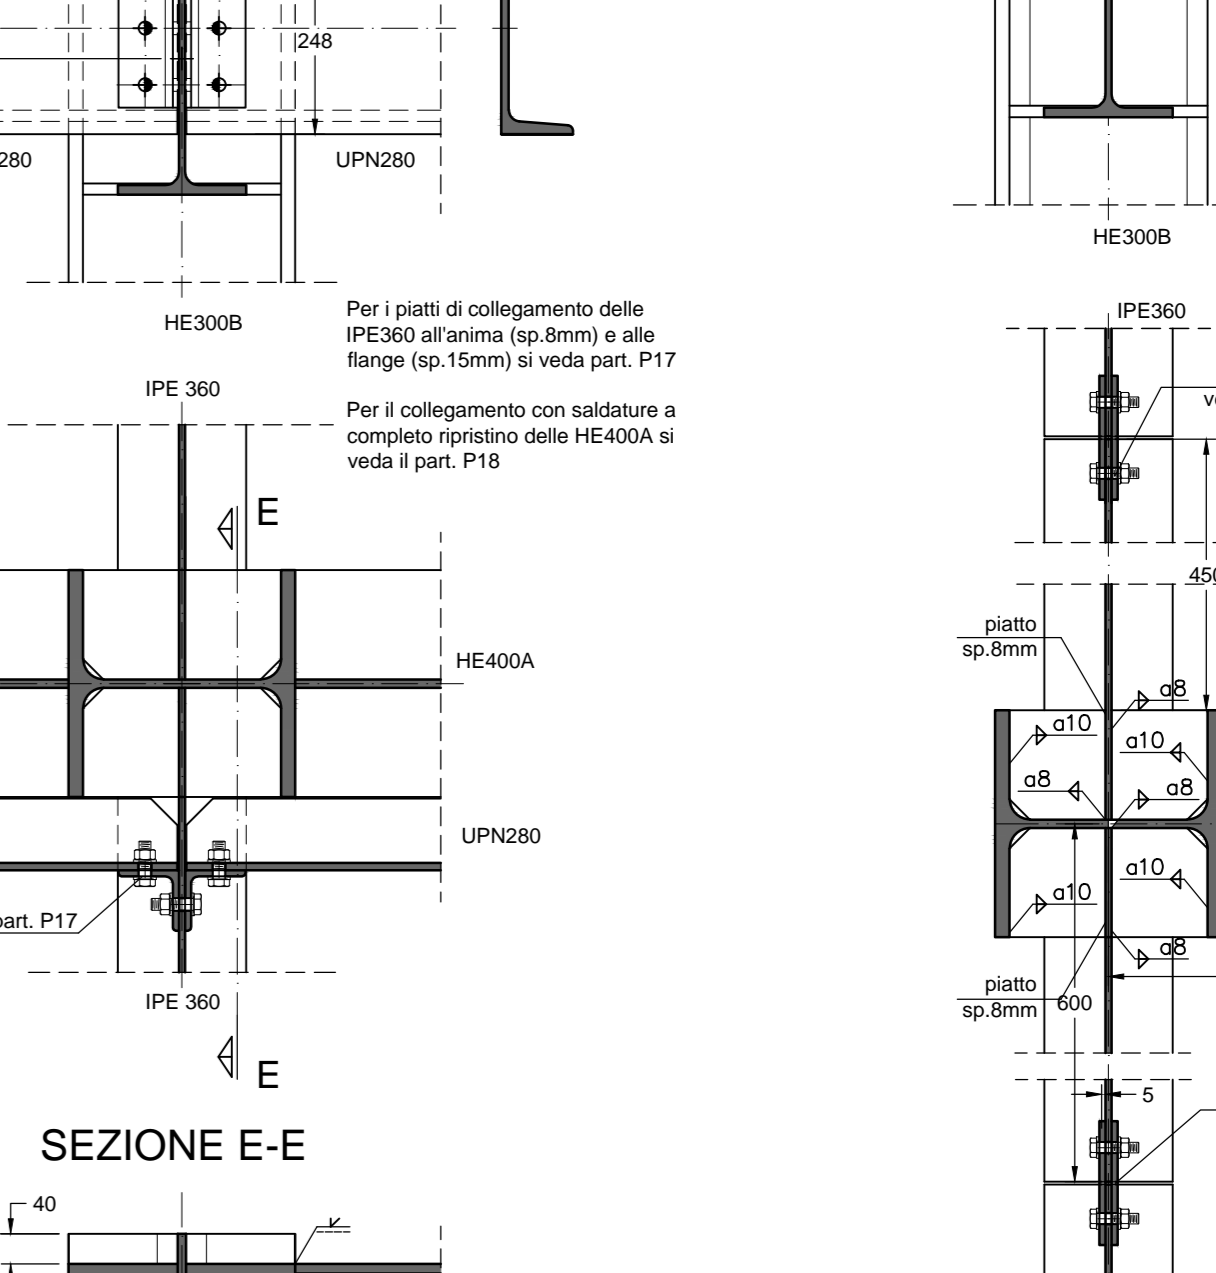 248
280
UPN280
HE300B
HE300B
Per i piatti di collegamento delle
IPE360 all'anima (sp.8mm) e alle
flange (sp.15mm) si veda part. P17
IPE360
IPE 360
Per il collegamento con saldature a
completo ripristino delle HE400A si
veda il part. P18
E
450
piatto
sp.8mm
HE400A
a8
a10
a10
a8
a8
UPN280
a10
a10
part. P17
a8
IPE 360
piatto
sp.8mm
600
E
5
SEZIONE E-E
40